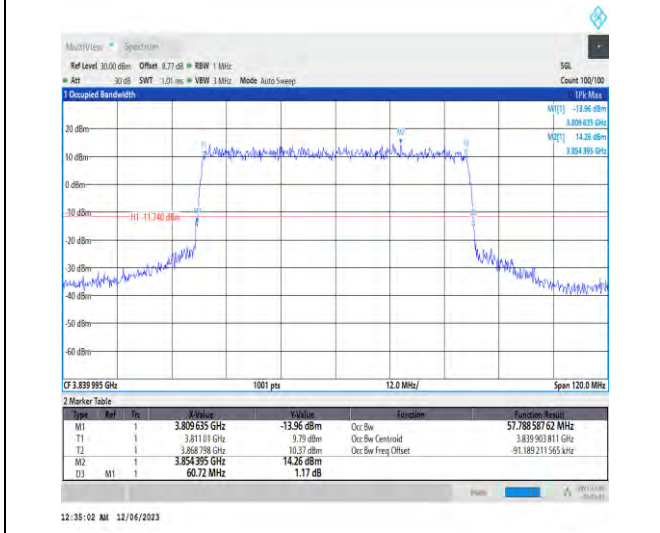 MultiView Spectrum
Ref Level 30.00 dBm Offset 8.77 dB RBW 1 MHz SGL
Att 30 dB SWT 1.01 ms VBW 3 MHz Mode Auto Sweep Count 100/100
1 Occupied Bandwidth 1Pk Max
M1[1] -13.96 dBm
3.809 635 GHz
20 dBm
M2[1] 14.26 dBm
3.854 395 GHz
M2
T1
10 dBm
0 dBm
M1
-10 dBm
H1 -11.740 dBm
-20 dBm
-30 dBm
-40 dBm
-50 dBm
-60 dBm
CF 3.839 995 GHz 1001 pts 12.0 MHz/ Span 120.0 MHz
2 Marker Table
Type Ref Trc X-Value Y-Value Function Function Result
M1 1 3.809 635 GHz -13.96 dBm Occ Bw 57.788 587 62 MHz
T1 1 3.811 01 GHz 9.79 dBm Occ Bw Centroid 3.839 903 811 GHz
T2 1 3.868 798 GHz 10.37 dBm Occ Bw Freq Offset -91.189 211 565 kHz
M2 1 3.854 395 GHz 14.26 dBm
D3 M1 1 60.72 MHz 1.17 dB
12:35:02 AM 12/06/2023